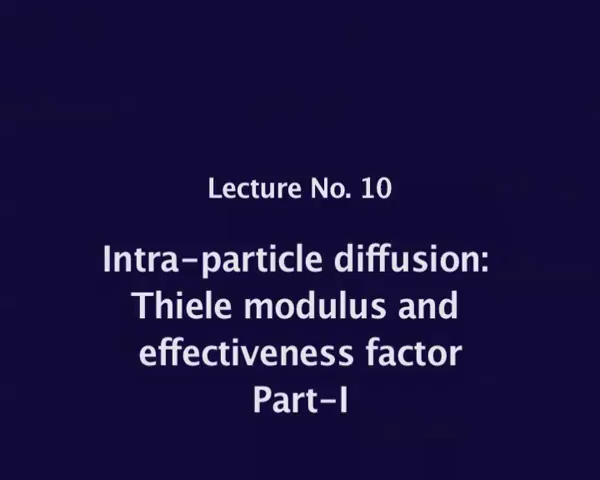 Lecture No. 10
Intra-particle diffusion:
Thiele modulus and
effectiveness factor
Part-I